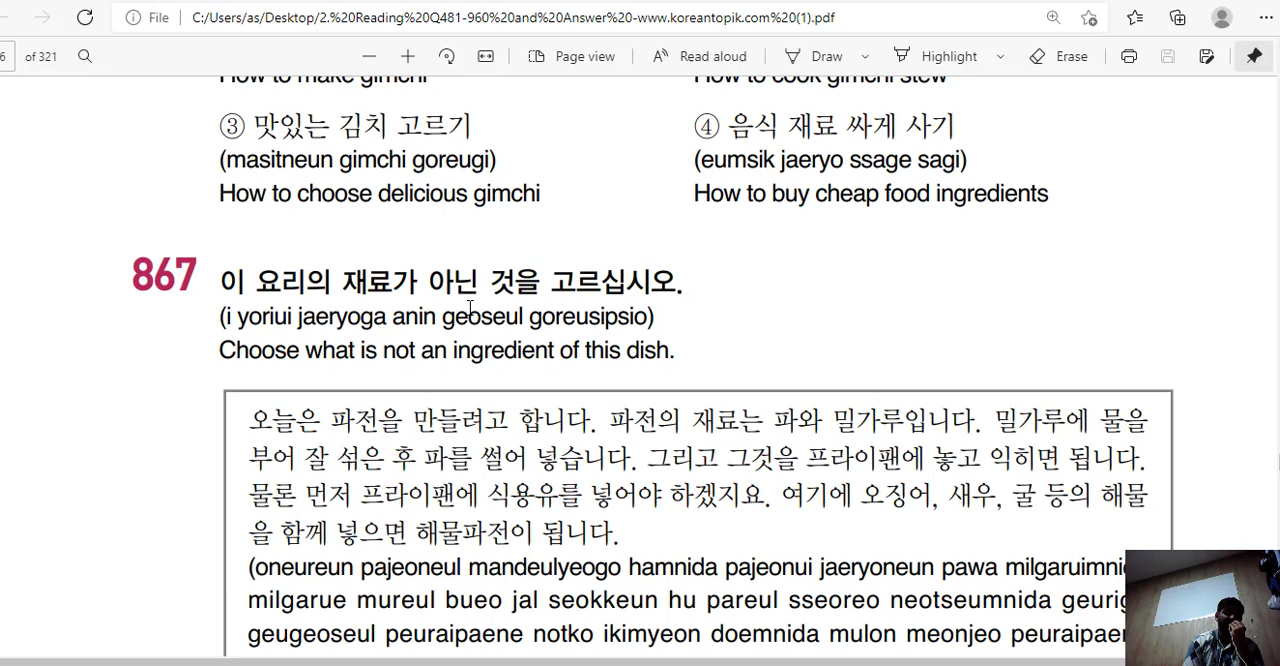 File C:/Users/as/Desktop/2.%20Reading%20Q481-960%20and%20Answer%20-www.koreantopik.com%20(1).pdf
6 of 321 Page view Read aloud Draw Highlight Erase
How to make gimchi How to cook gimchi stew
③ 맛있는 김치 고르기 ④ 음식 재료 싸게 사기
(masitneun gimchi goreugi) (eumsik jaeryo ssage sagi)
How to choose delicious gimchi How to buy cheap food ingredients
867 이 요리의 재료가 아닌 것을 고르십시오.
(i yoriui jaeryoga anin geoseul goreusipsio)
Choose what is not an ingredient of this dish.
오늘은 파전을 만들려고 합니다. 파전의 재료는 파와 밀가루입니다. 밀가루에 물을
부어 잘 섞은 후 파를 썰어 넣습니다. 그리고 그것을 프라이팬에 놓고 익히면 됩니다.
물론 먼저 프라이팬에 식용유를 넣어야 하겠지요. 여기에 오징어, 새우, 굴 등의 해물
을 함께 넣으면 해물파전이 됩니다.
(oneureun pajeoneul mandeulyeogo hamnida pajeonui jaeryoneun pawa
milgarue mureul bueo jal seokkeun hu pareul sseoreo neotseumnida
geugeoseul peuraipaene notko ikimyeon doemnida mulon meonjeo